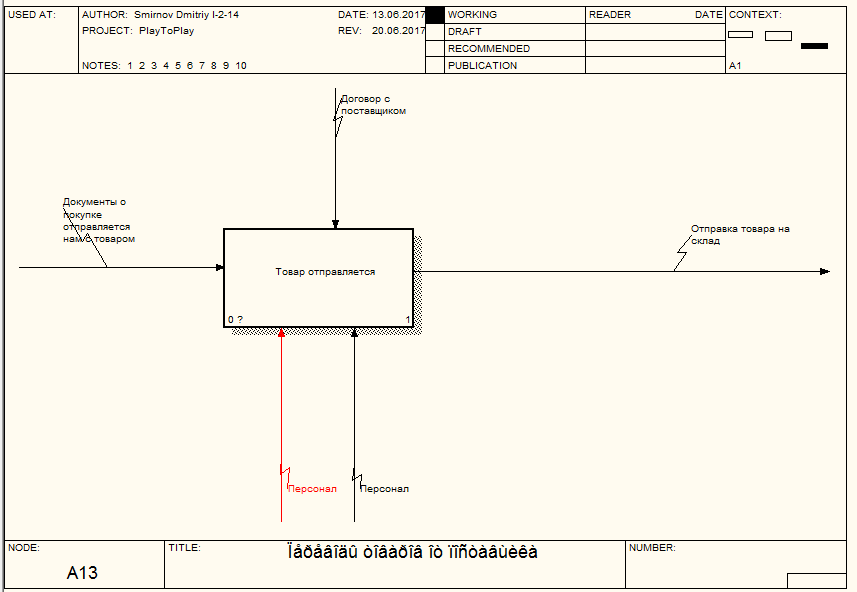 USED AT:
AUTHOR: Smirnov Dmitriy I-2-14
DATE: 13.06.2017
PROJECT: PlayToPlay
REV: 20.06.2017
NOTES: 1 2 3 4 5 6 7 8 9 10
WORKING
DRAFT
RECOMMENDED
PUBLICATION
READER
DATE
CONTEXT:
A1
Договор с
поставщиком
Документы о
покупке
отправляется
нам с товаром
Отправка товара на
склад
Товар отправляется
0 ?
1
Персонал
Персонал
NODE:
A13
TITLE:
Ïåðåâîäû òîâàðîâ îò ïîñòàâùèêà
NUMBER: